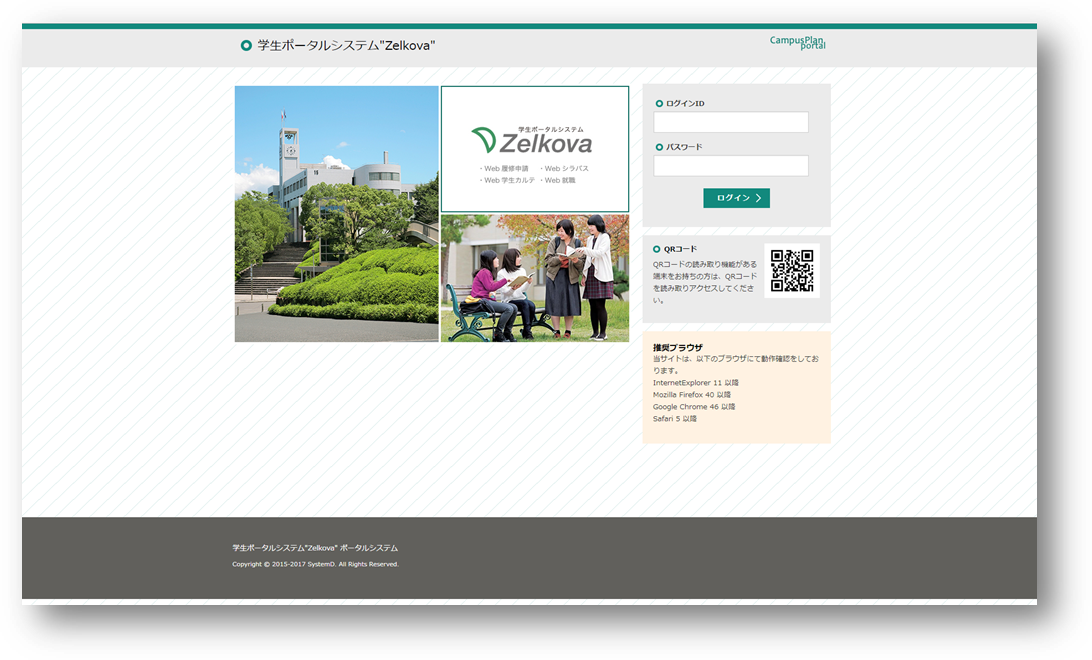 学生ポータルシステム"Zelkova"
CampusPlan
portal
学生ポータルシステム
Zelkova
・Web 履修申請 ・Web シラバス
・Web 学生カルテ ・Web 就職
ログインID
パスワード
ログイン
QRコード
QRコードの読み取り機能がある
端末をお持ちの方は、QRコード
を読み取りアクセスしてくださ
い。
推奨ブラウザ
当サイトは、以下のブラウザにて動作確認をしてお
ります。
InternetExplorer 11 以降
Mozilla Firefox 40 以降
Google Chrome 46 以降
Safari 5 以降
学生ポータルシステム"Zelkova" ポータルシステム
Copyright © 2015-2017 SystemD. All Rights Reserved.